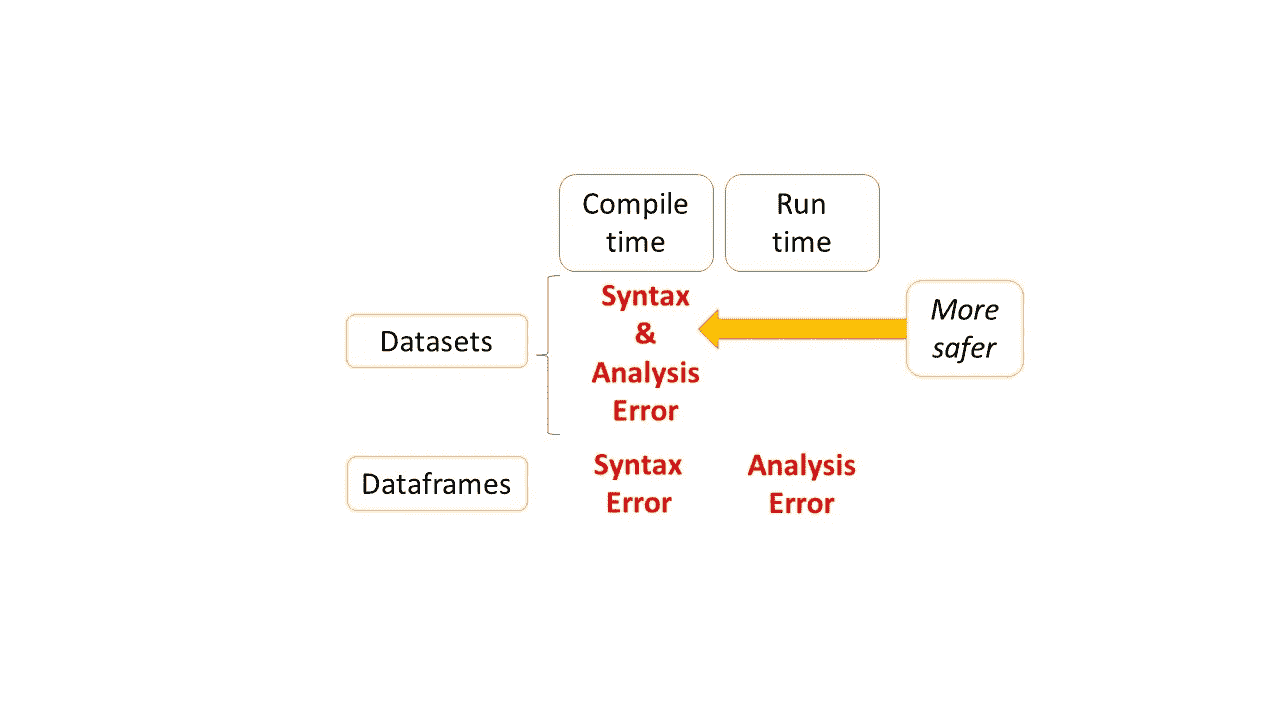 Compile
time
Run
time
Datasets
Syntax
&
Analysis
Error
More
safer
Dataframes
Syntax
Error
Analysis
Error